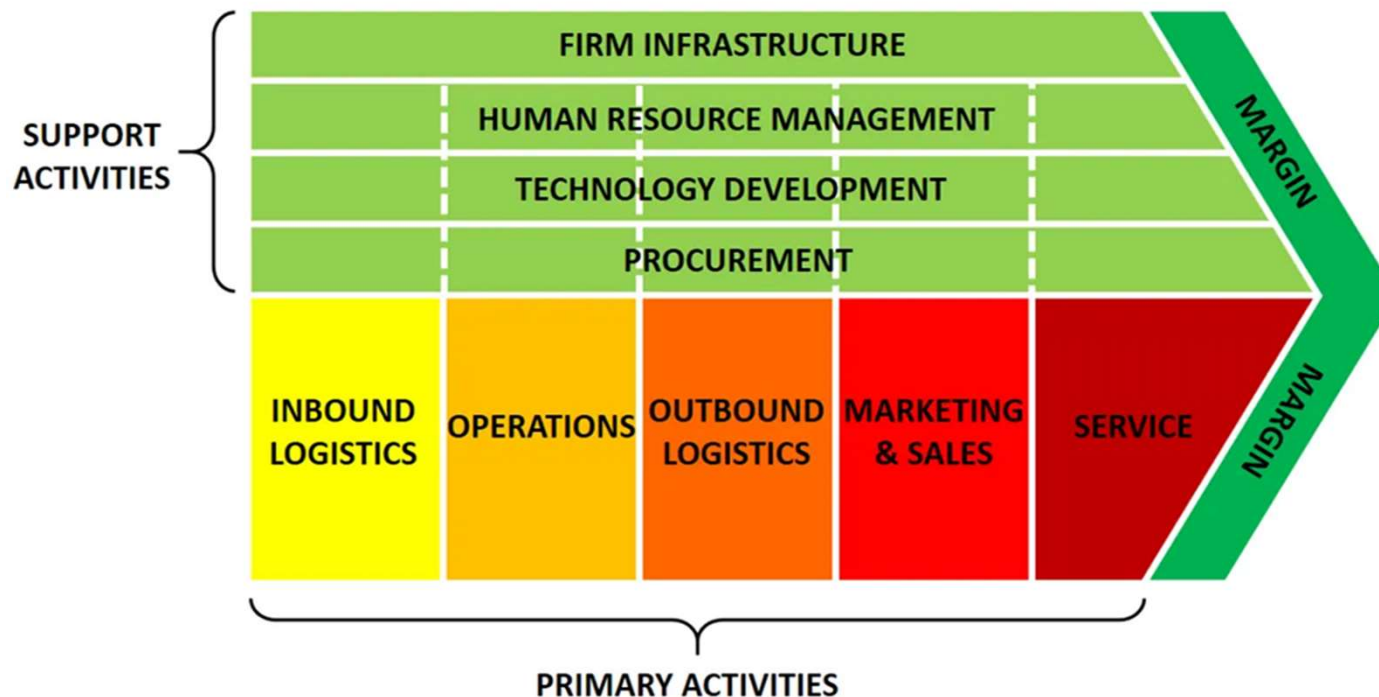 FIRM INFRASTRUCTURE
HUMAN RESOURCE MANAGEMENT
TECHNOLOGY DEVELOPMENT
PROCUREMENT
SUPPORT
ACTIVITIES
MARGIN
INBOUND
LOGISTICS
OPERATIONS
OUTBOUND
LOGISTICS
MARKETING
& SALES
SERVICE
MARGIN
PRIMARY ACTIVITIES